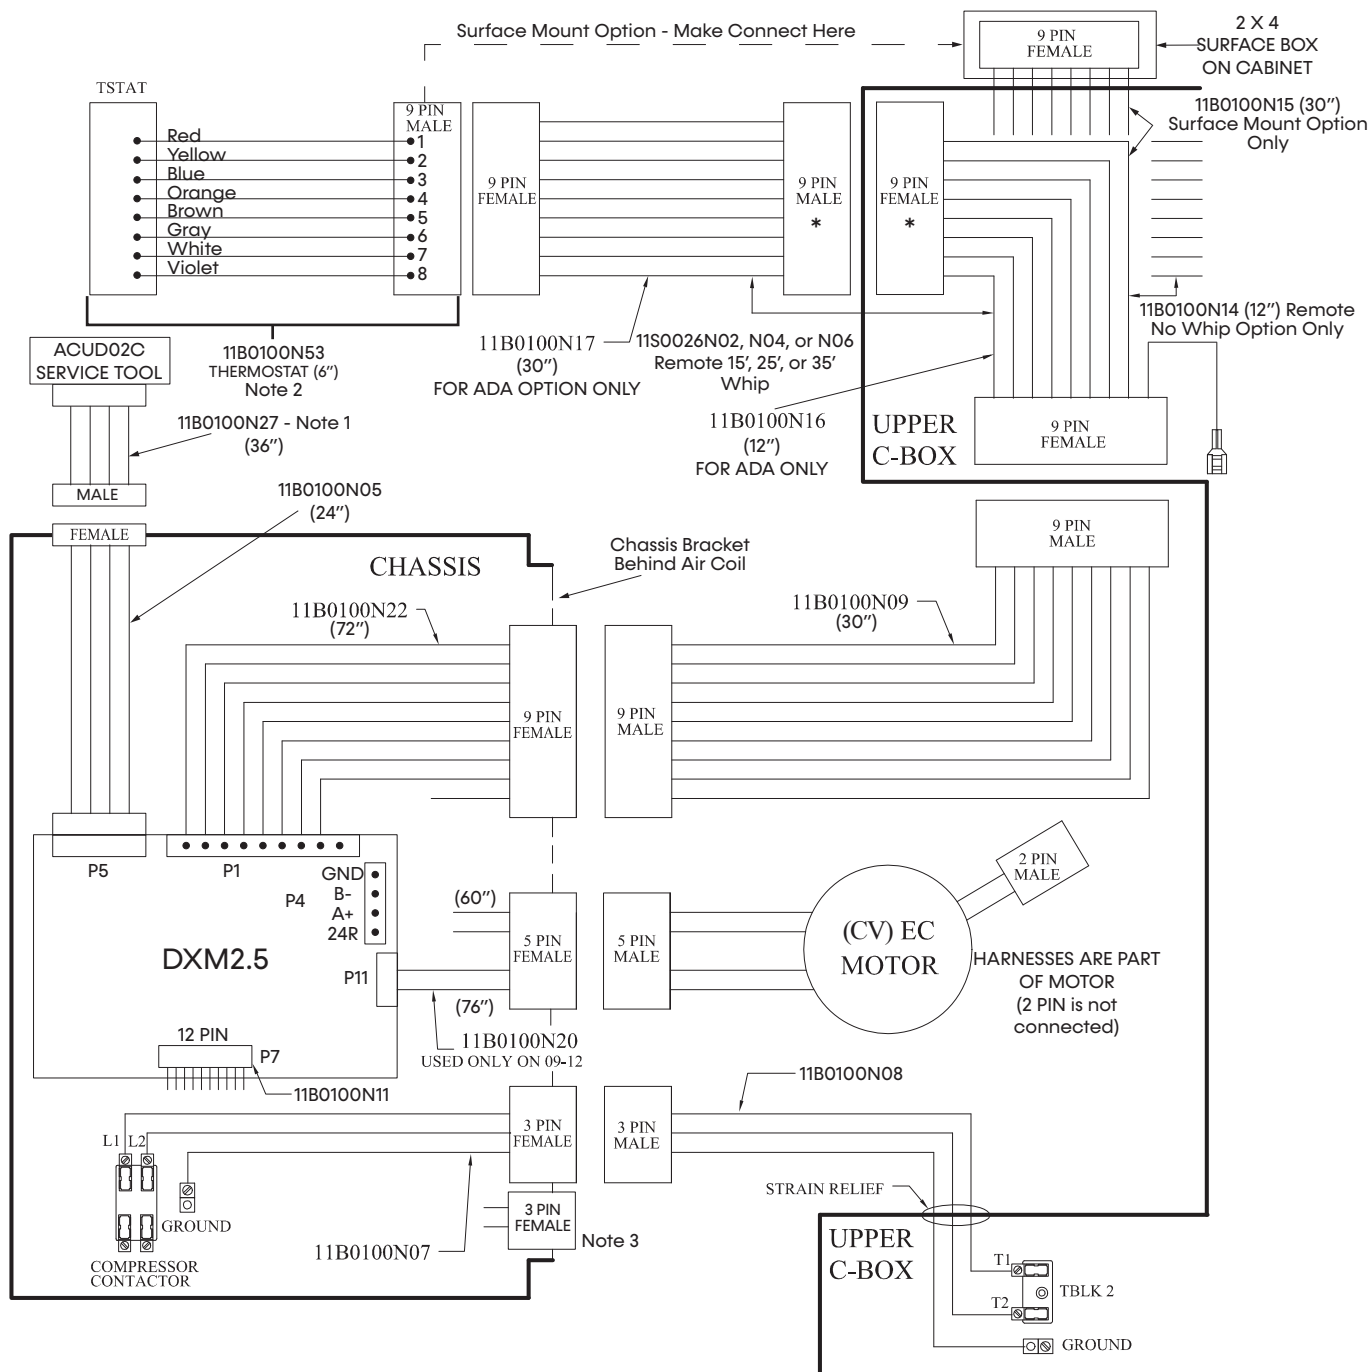 Surface Mount Option - Make Connect Here
9 PIN
FEMALE
2 X 4
SURFACE BOX
ON CABINET
TSTAT
9 PIN
MALE
11B0100N15 (30”)
Surface Mount Option
Only
Red
1
Yellow
2
Blue
3
Orange
4
Brown
5
Gray
6
White
7
Violet
8
9 PIN
FEMALE
9 PIN
MALE
*
9 PIN
FEMALE
*
11B0100N14 (12”) Remote
No Whip Option Only
11B0100N53
THERMOSTAT (6”)
Note 2
11B0100N17
(30”)
FOR ADA OPTION ONLY
11S0026N02, N04, or N06
Remote 15’, 25’, or 35’
Whip
ACUD02C
SERVICE TOOL
11B0100N16
(12”)
FOR ADA ONLY
UPPER
C-BOX
9 PIN
FEMALE
11B0100N27 - Note 1
(36”)
MALE
11B0100N05
(24”)
FEMALE
CHASSIS
Chassis Bracket
Behind Air Coil
9 PIN
MALE
11B0100N22
(72”)
11B0100N09
(30”)
9 PIN
FEMALE
9 PIN
MALE
P5
P1
P4
GND
B-
A+
24R
DXM2.5
P11
(60”)
5 PIN
FEMALE
5 PIN
MALE
(CV) EC
MOTOR
2 PIN
MALE
HARNESSES ARE PART
OF MOTOR
(2 PIN is not
connected)
(76”)
11B0100N20
USED ONLY ON 09-12
12 PIN
P7
11B0100N11
11B0100N08
L1 L2
3 PIN
FEMALE
3 PIN
MALE
GROUND
COMPRESSOR
CONTACTOR
11B0100N07
3 PIN
FEMALE
Note 3
STRAIN RELIEF
UPPER
C-BOX
T1
T2
TBLK 2
GROUND